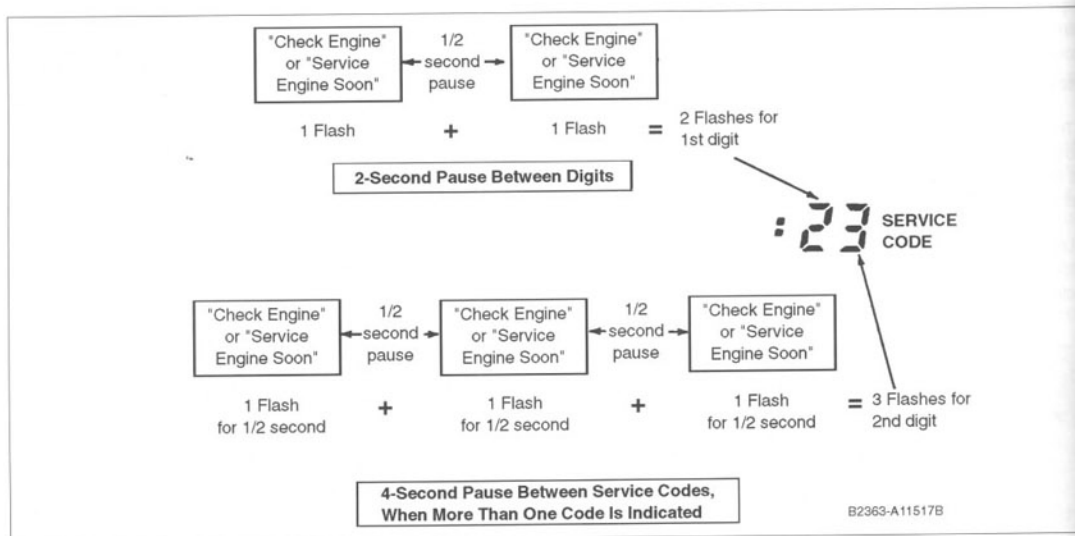 "Check Engine"
or "Service
Engine Soon"
1/2
second
pause
"Check Engine"
or "Service
Engine Soon"
1 Flash
+
1 Flash
=
2 Flashes for
1st digit
2-Second Pause Between Digits
:23
SERVICE
CODE
"Check Engine"
or "Service
Engine Soon"
1/2
second
pause
"Check Engine"
or "Service
Engine Soon"
1/2
second
pause
"Check Engine"
or "Service
Engine Soon"
1 Flash
for 1/2 second
+
1 Flash
for 1/2 second
+
1 Flash
for 1/2 second
=
3 Flashes for
2nd digit
4-Second Pause Between Service Codes,
When More Than One Code Is Indicated
B2363-A11517B